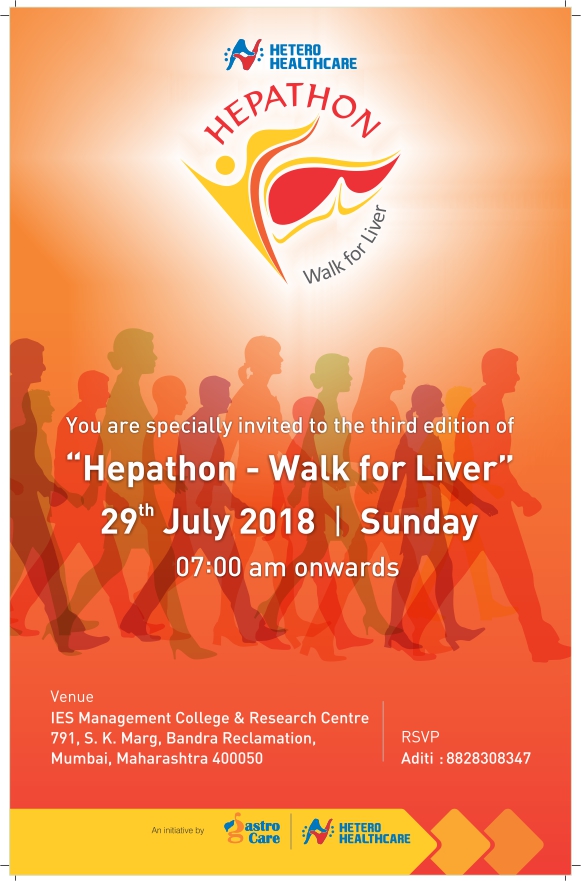 HETERO
HEALTHCARE
HEPATHON
Walk for Liver
You are specially invited to the third edition of
“Hepathon - Walk for Liver”
29th July 2018 | Sunday
07:00 am onwards
Venue
IES Management College & Research Centre
791, S. K. Marg, Bandra Reclamation,
Mumbai, Maharashtra 400050
RSVP
Aditi : 8828308347
An initiative by
gastro
Care
HETERO
HEALTHCARE